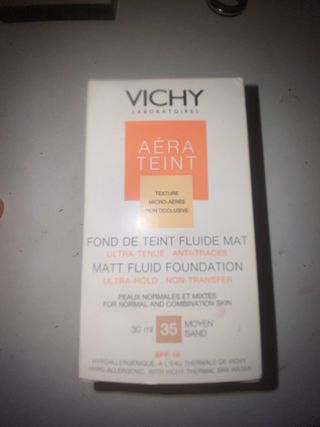 VICHY
LABORATOIRES
AÉRA
TEINT
TEXTURE
MICRO-AÉRÉE
NON OCCLUSIVE
FOND DE TEINT FLUIDE MAT
ULTRA-TENUE . ANTI-TRACES
MATT FLUID FOUNDATION
ULTRA-HOLD . NON-TRANSFER
PEAUX NORMALES ET MIXTES
FOR NORMAL AND COMBINATION SKIN
30 ml 35 MOYEN
SAND
HYPOALLERGÉNIQUE. A L'EAU THERMALE DE VICHY
HYPO-ALLERGENIC. WITH VICHY THERMAL SPA WATER